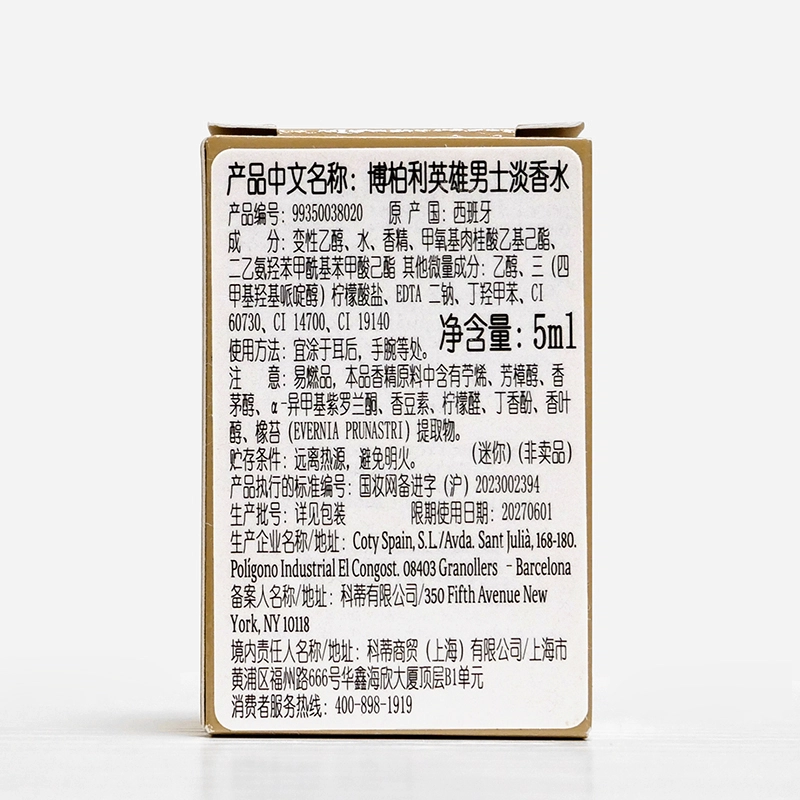 产品中文名称：博柏利英雄男士淡香水
产品编号：99350038020 原 产 国：西班牙
成 分：变性乙醇、水、香精、甲氧基肉桂酸乙基己酯、
二乙氨羟苯甲酰基苯甲酸己酯 其他微量成分：乙醇、三（四
甲基羟基哌啶醇）柠檬酸盐、EDTA 二钠、丁羟甲苯、CI
60730、CI 14700、CI 19140
净含量：5ml
使用方法：宜涂于耳后，手腕等处。
注 意：易燃品，本品香精原料中含有苧烯、芳樟醇、香
茅醇、α-异甲基紫罗兰酮、香豆素、柠檬醛、丁香酚、香叶
醇、橡苔（EVERNIA PRUNASTRI）提取物。
贮存条件：远离热源，避免明火。 （迷你）（非卖品）
产品执行的标准编号：国妆网备进字（沪）2023002394
生产批号：详见包装 限期使用日期：20270601
生产企业名称/地址：Coty Spain, S.L./Avda. Sant Julià, 168-180.
Polígono Industrial El Congost. 08403 Granollers - Barcelona
备案人名称/地址：科蒂有限公司/350 Fifth Avenue New
York, NY 10118
境内责任人名称/地址：科蒂商贸（上海）有限公司/上海市
黄浦区福州路666号华鑫海欣大厦顶层B1单元
消费者服务热线：400-898-1919